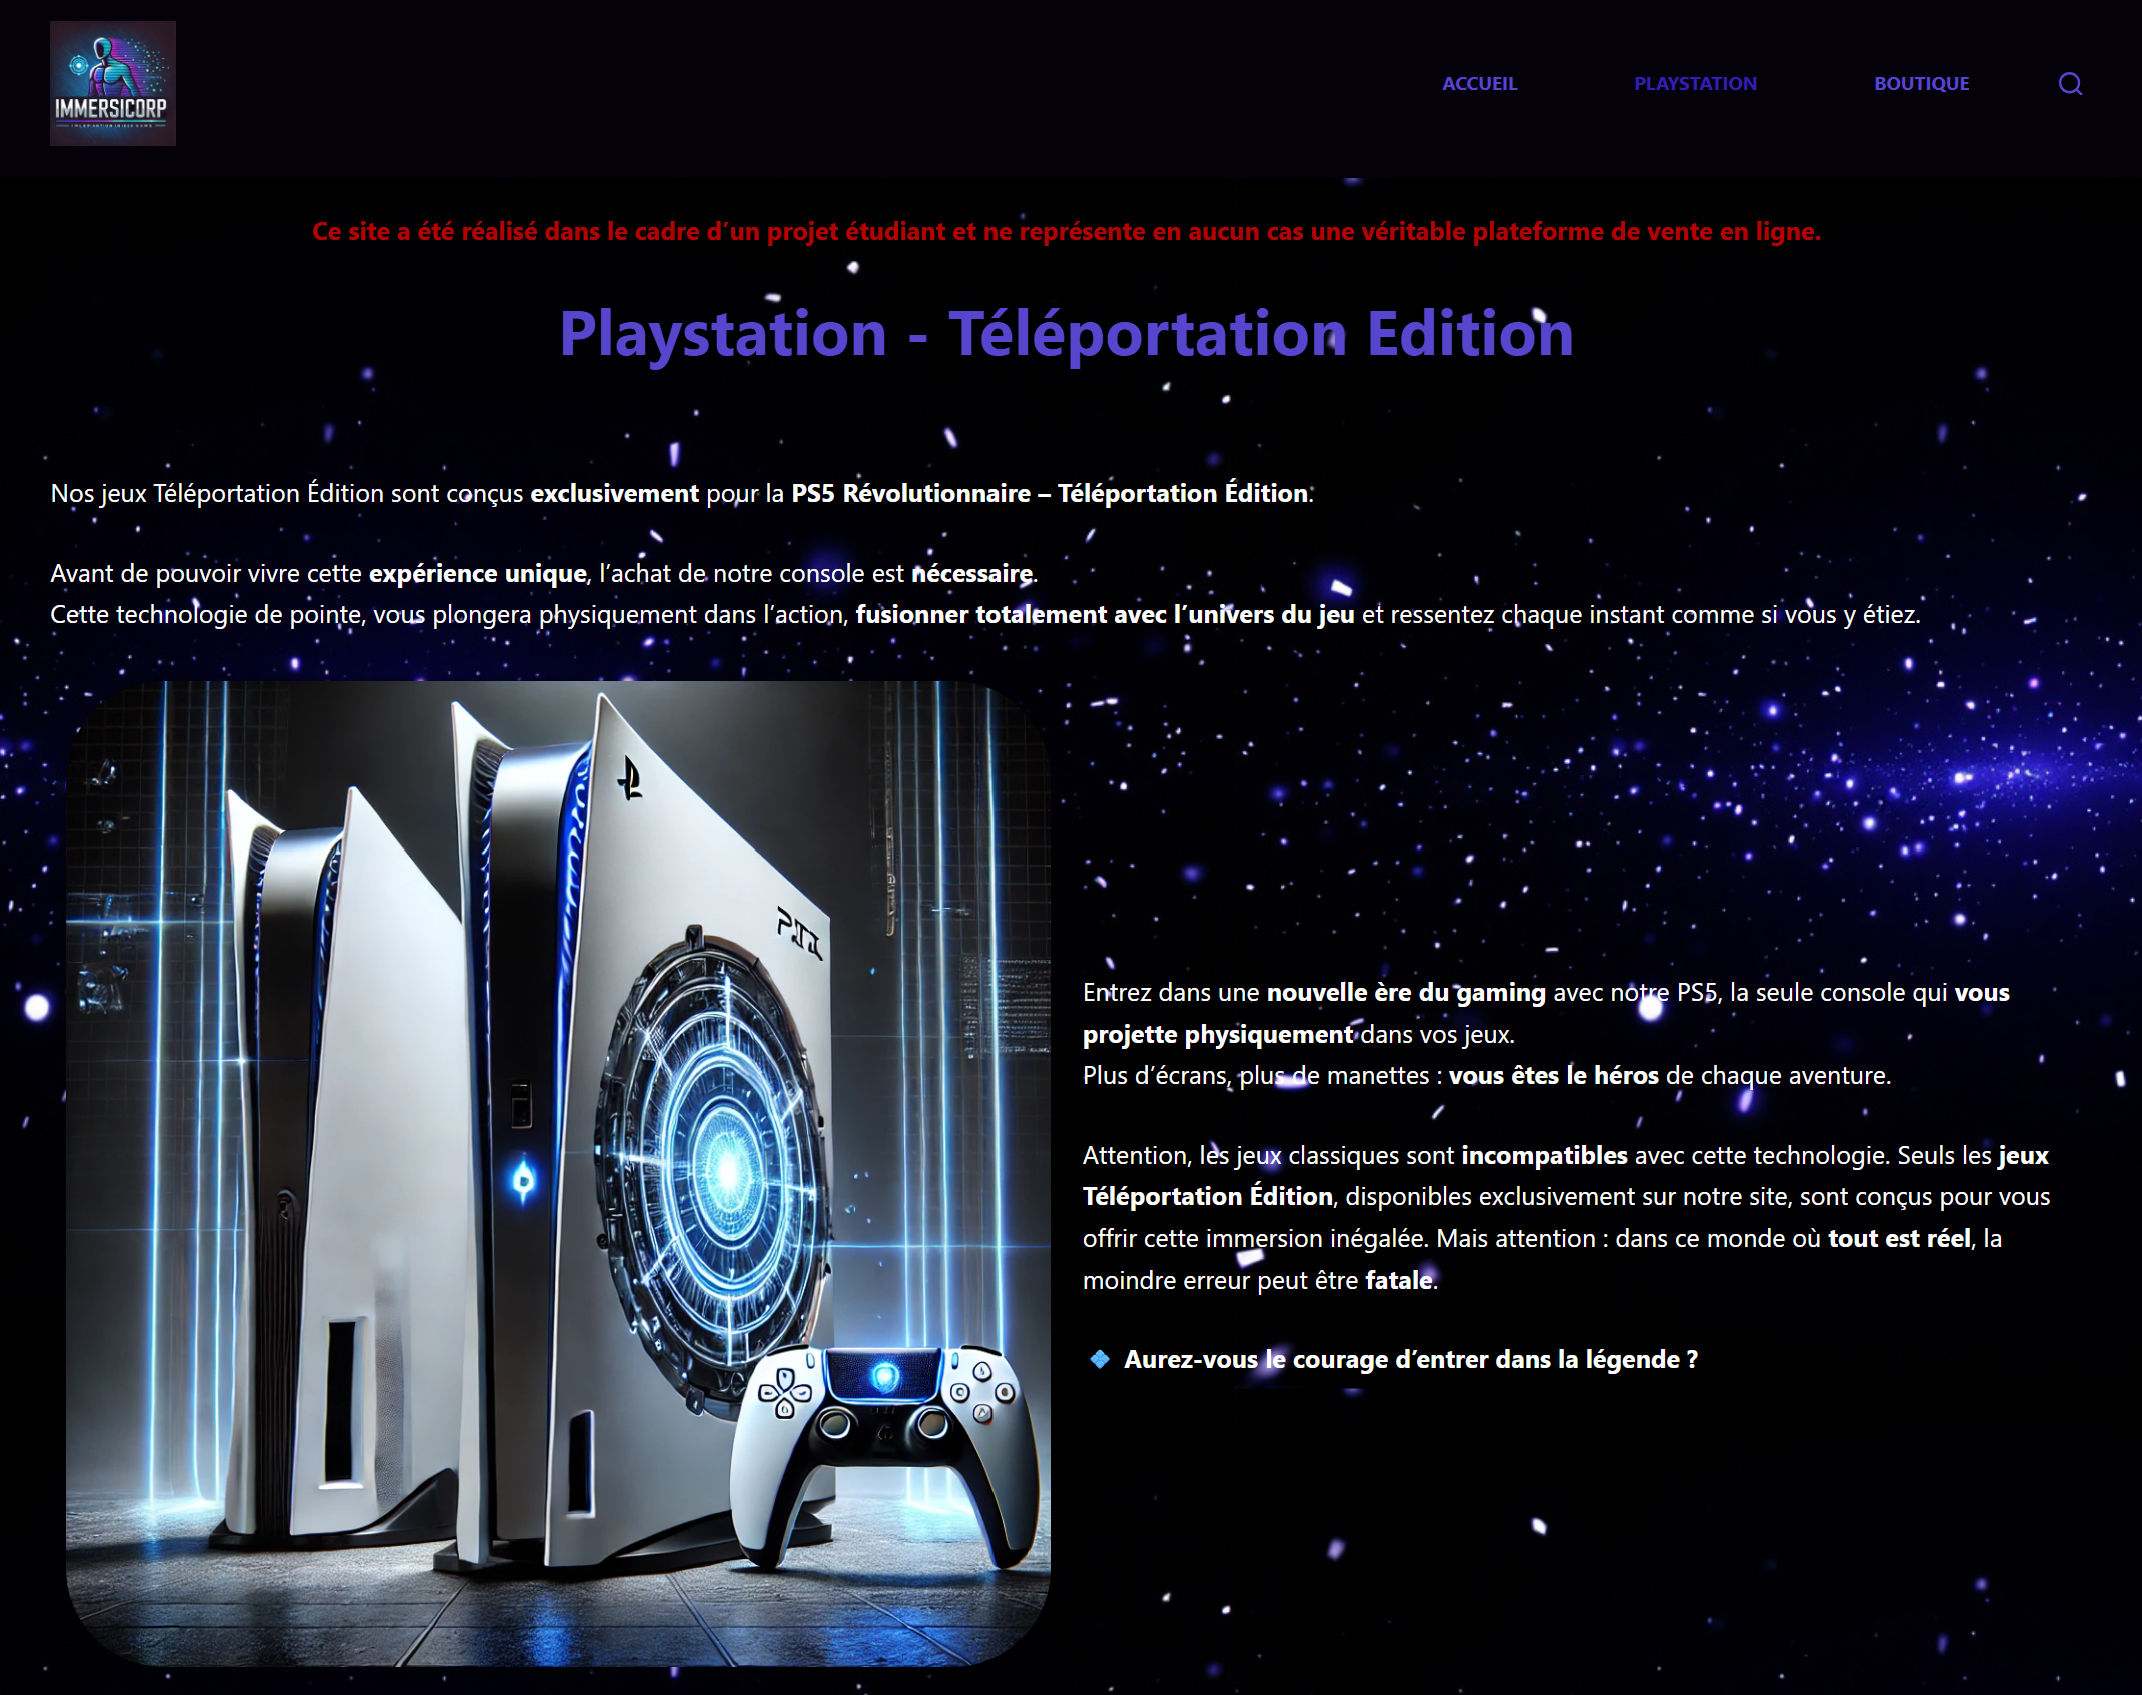 IMMERSICORP
ACCUEIL
PLAYSTATION
BOUTIQUE
Ce site a été réalisé dans le cadre d’un projet étudiant et ne représente en aucun cas une véritable plateforme de vente en ligne.
Playstation - Téléportation Edition
Nos jeux Téléportation Édition sont conçus exclusivement pour la PS5 Révolutionnaire – Téléportation Édition.
Avant de pouvoir vivre cette expérience unique, l’achat de notre console est nécessaire.
Cette technologie de pointe, vous plongera physiquement dans l’action, fusionner totalement avec l’univers du jeu et ressentez chaque instant comme si vous y étiez.
Entrez dans une nouvelle ère du gaming avec notre PS5, la seule console qui vous
projette physiquement dans vos jeux.
Plus d’écrans, plus de manettes : vous êtes le héros de chaque aventure.
Attention, les jeux classiques sont incompatibles avec cette technologie. Seuls les jeux
Téléportation Édition, disponibles exclusivement sur notre site, sont conçus pour vous
offrir cette immersion inégalée. Mais attention : dans ce monde où tout est réel, la
moindre erreur peut être fatale.
Aurez-vous le courage d’entrer dans la légende ?